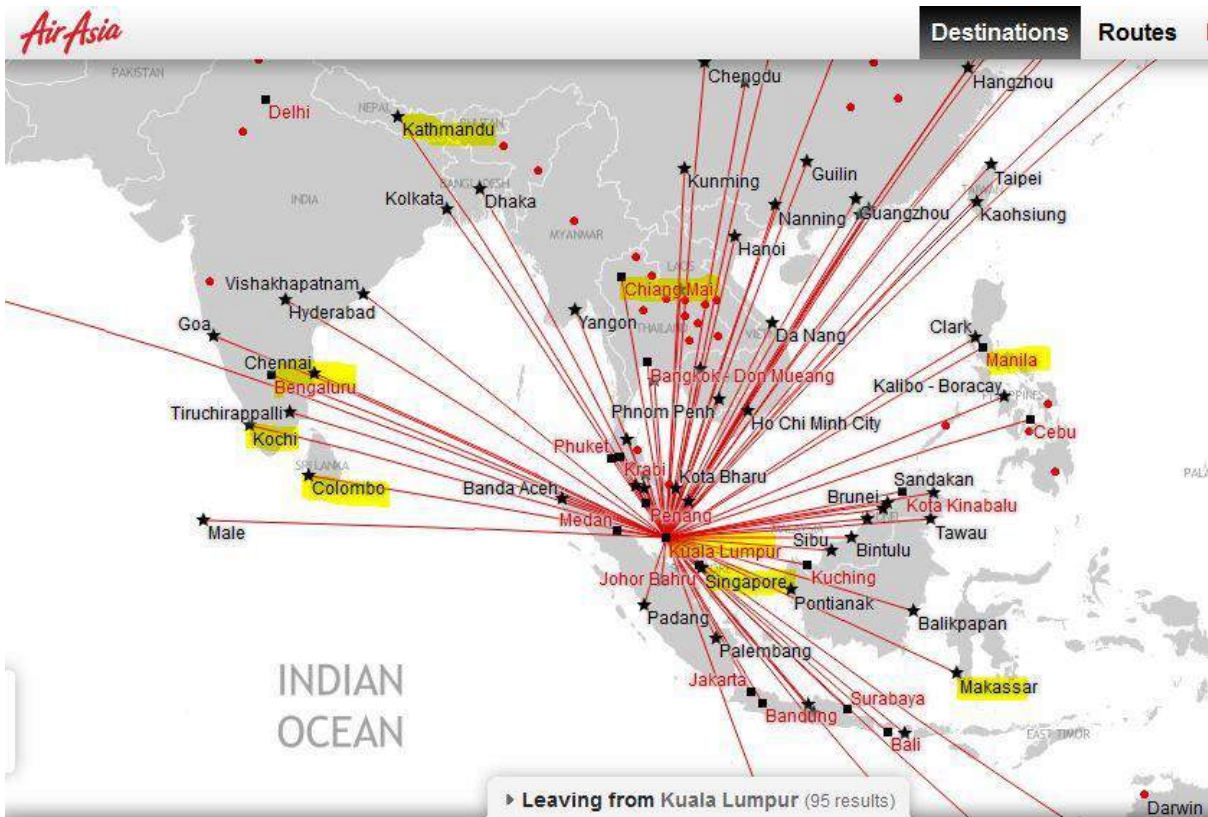 AirAsia
Destinations Routes
PAKISTAN
Chengdu
Hangzhou
Delhi
NEPAL
Kathmandu
BHUTAN
Guilin
Taipei
Kunming
BANGLADESH
TAIWAN
Kolkata Dhaka
INDIA
Nanning Guangzhou
Kaohsiung
MYANMAR
Hanoi
LAOS
Vishakhapatnam
Chiang Mai
Hyderabad
Yangon
Goa
THAILAND
Da Nang
Clark
Chennai
Manila
Bengaluru
Bangkok - Don Mueang
Kalibo - Boracay
PHILIPPINES
Tiruchirappalli
Phnom Penh
Ho Chi Minh City
Kochi
Phuket
Cebu
SRI LANKA
Krabi
Kota Bharu
Colombo
Banda Aceh
Sandakan
Brunei
Kota Kinabalu
Medan
Penang
Male
MALAYSIA
Sibu
Tawau
Kuala Lumpur
Bintulu
Johor Bahru
Singapore
Kuching
Pontianak
Padang
Balikpapan
Palembang
INDIAN
OCEAN
Jakarta
Makassar
Surabaya
Bandung
Bali
EAST TIMOR
Leaving from Kuala Lumpur (95 results)
Darwin